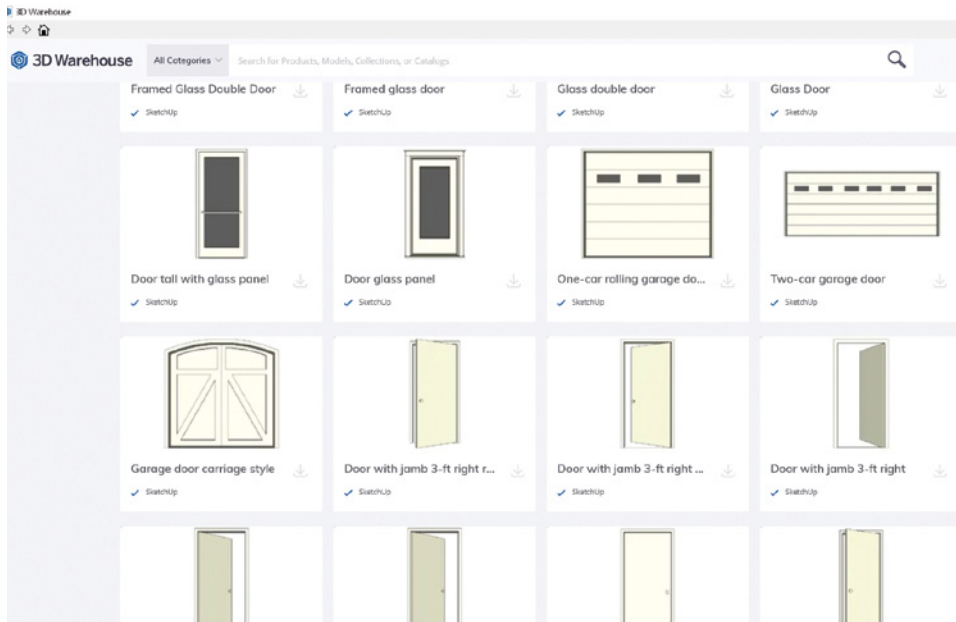 3D Warehouse
3D Warehouse
All Categories
Search for Products, Models, Collections, or Catalogs
Framed Glass Double Door
Framed glass door
Glass double door
Glass Door
SketchUp
SketchUp
SketchUp
SketchUp
Door tall with glass panel
Door glass panel
One-car rolling garage do...
Two-car garage door
SketchUp
SketchUp
SketchUp
SketchUp
Garage door carriage style
Door with jamb 3-ft right r...
Door with jamb 3-ft right ...
Door with jamb 3-ft right
SketchUp
SketchUp
SketchUp
SketchUp